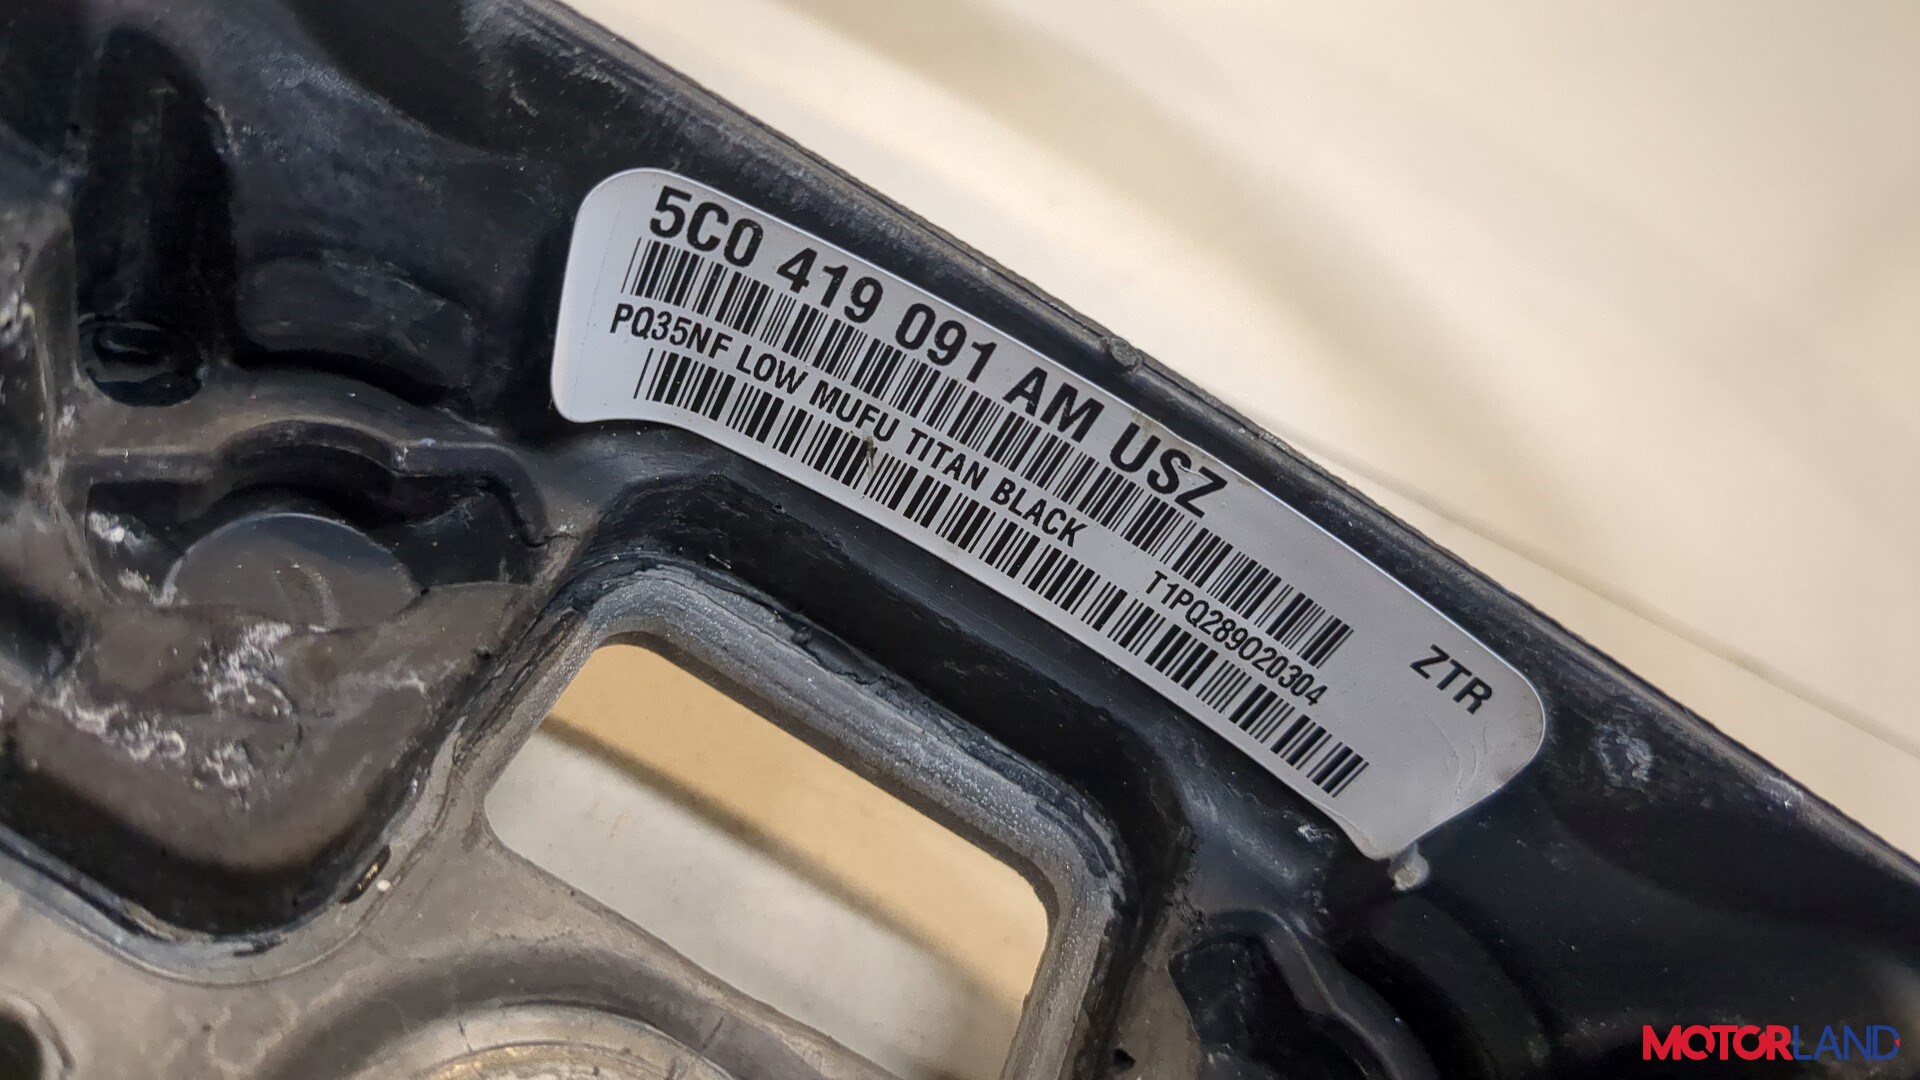 5C0 419 091 AM USZ
PQ35NF LOW MUFU TITAN BLACK
T1PQ289020304
ZTR
MOTORLAND